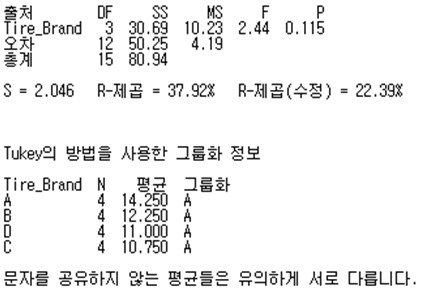 출처 DF SS MS F P
Tire_Brand 3 30.69 10.23 2.44 0.115
오차 12 50.25 4.19
총계 15 80.94
S = 2.046 R-제곱 = 37.92% R-제곱(수정) = 22.39%
Tukey의 방법을 사용한 그룹화 정보
Tire_Brand N 평균 그룹화
A 4 14.250 A
B 4 12.250 A
D 4 11.000 A
C 4 10.750 A
문자를 공유하지 않는 평균들은 유의하게 서로 다릅니다.